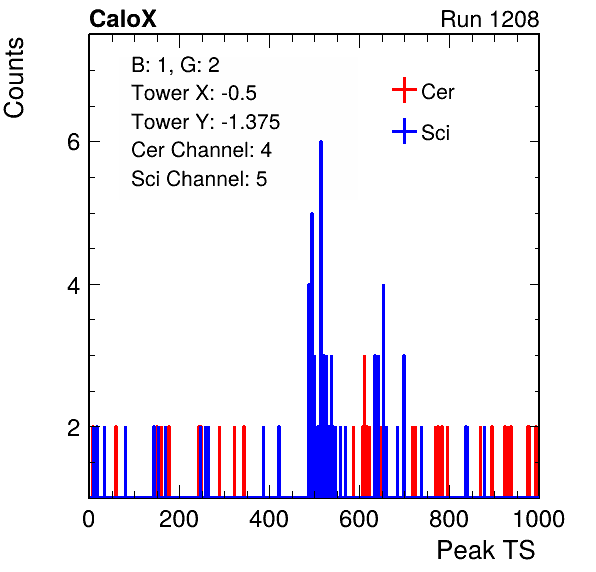 CaloX Run 1208
Counts
B: 1, G: 2
Tower X: -0.5
Tower Y: -1.375
Cer Channel: 4
Sci Channel: 5
Cer
Sci
6
4
2
0 200 400 600 800 1000
Peak TS